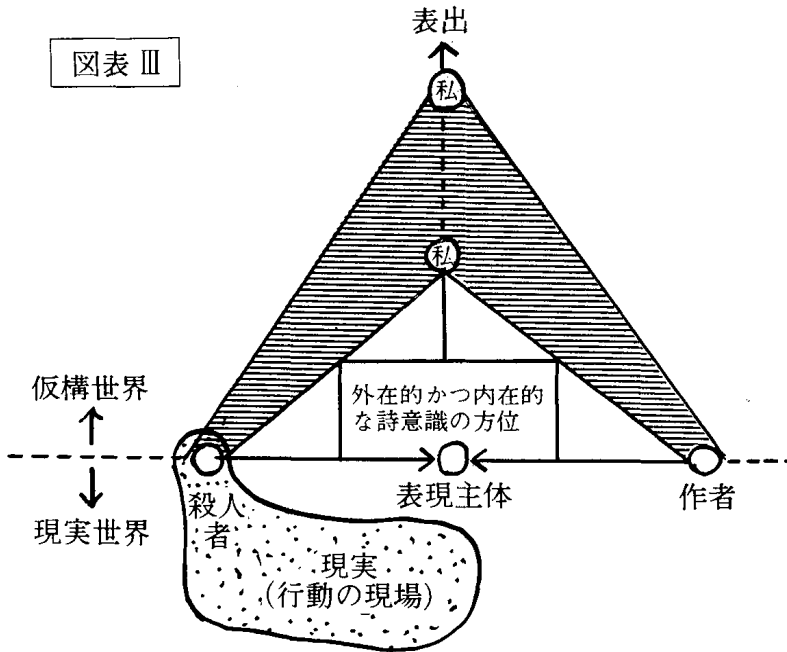 表出
図表 Ⅲ
私
私
仮構世界
外在的かつ内在的
な詩意識の方位
殺人
者
表現主体
作者
現実世界
現実
(行動の現場)